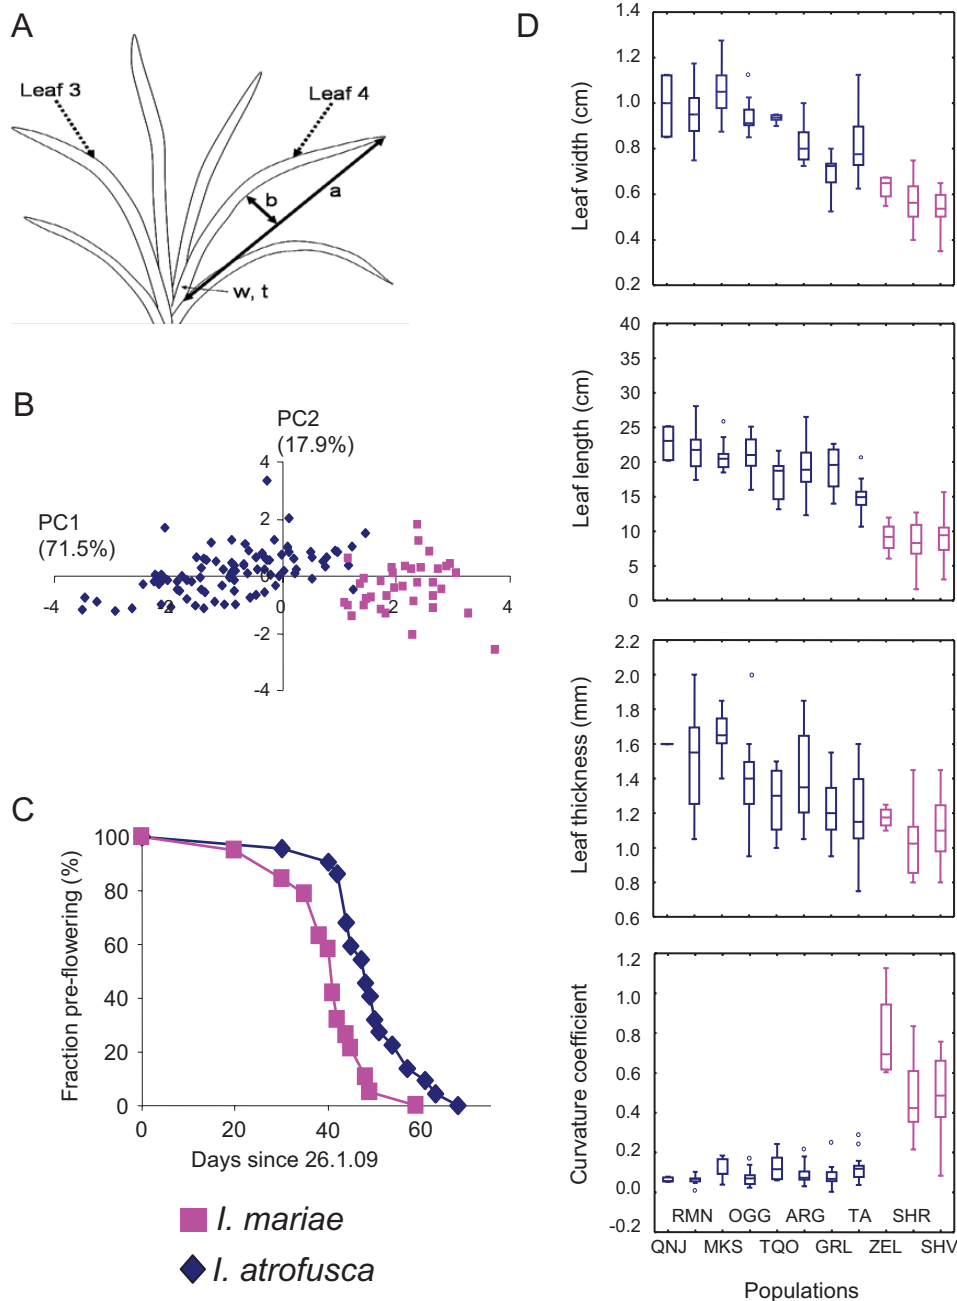 A
Leaf 3
Leaf 4
a
b
w, t
B
PC2
(17.9%)
PC1
(71.5%)
4
2
0
-2
-4
-4
-2
0
2
4
C
Fraction pre-flowering (%)
100
80
60
40
20
0
0
20
40
60
Days since 26.1.09
I. mariae
I. atrofusca
D
Leaf width (cm)
1.4
1.2
1.0
0.8
0.6
0.4
0.2
Leaf length (cm)
40
35
30
25
20
15
10
5
0
Leaf thickness (mm)
2.2
2.0
1.8
1.6
1.4
1.2
1.0
0.8
0.6
Curvature coefficient
1.2
1.0
0.8
0.6
0.4
0.2
0.0
-0.2
RMN OGG ARG TA SHR
QNJ MKS TQO GRL ZEL SHV
Populations